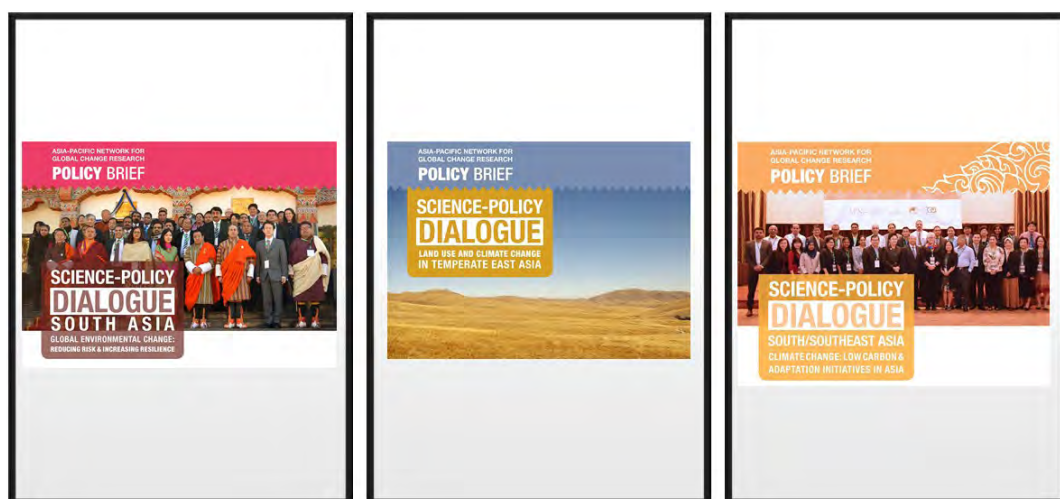 ASIA-PACIFIC NETWORK FOR
GLOBAL CHANGE RESEARCH
POLICY BRIEF
SCIENCE-POLICY
DIALOGUE
SOUTH ASIA
GLOBAL ENVIRONMENTAL CHANGE:
REDUCING RISK & INCREASING RESILIENCE
ASIA-PACIFIC NETWORK FOR
GLOBAL CHANGE RESEARCH
POLICY BRIEF
SCIENCE-POLICY
DIALOGUE
LAND USE AND CLIMATE CHANGE
IN TEMPERATE EAST ASIA
ASIA-PACIFIC NETWORK FOR
GLOBAL CHANGE RESEARCH
POLICY BRIEF
SCIENCE-POLICY
DIALOGUE
SOUTH/SOUTHEAST ASIA
CLIMATE CHANGE: LOW CARBON &
ADAPTATION INITIATIVES IN ASIA